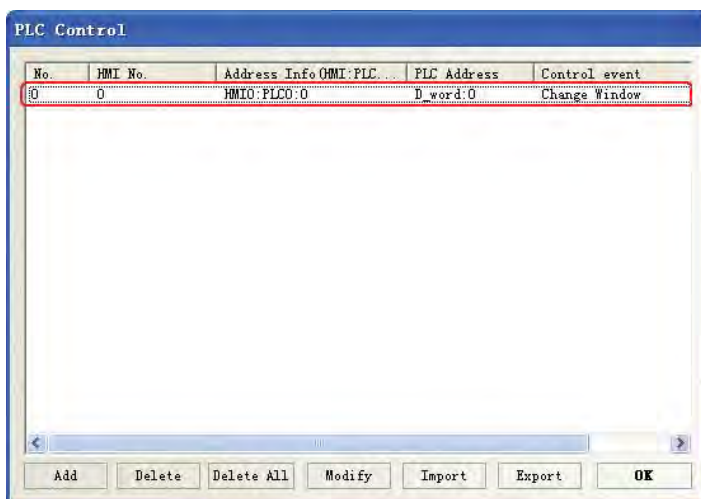 PLC Control
No. HMI No. Address Info(HMI:PLC... PLC Address Control event
0 0 HMI0:PLC0:0 D_word:0 Change Window
Add Delete Delete All Modify Import Export OK